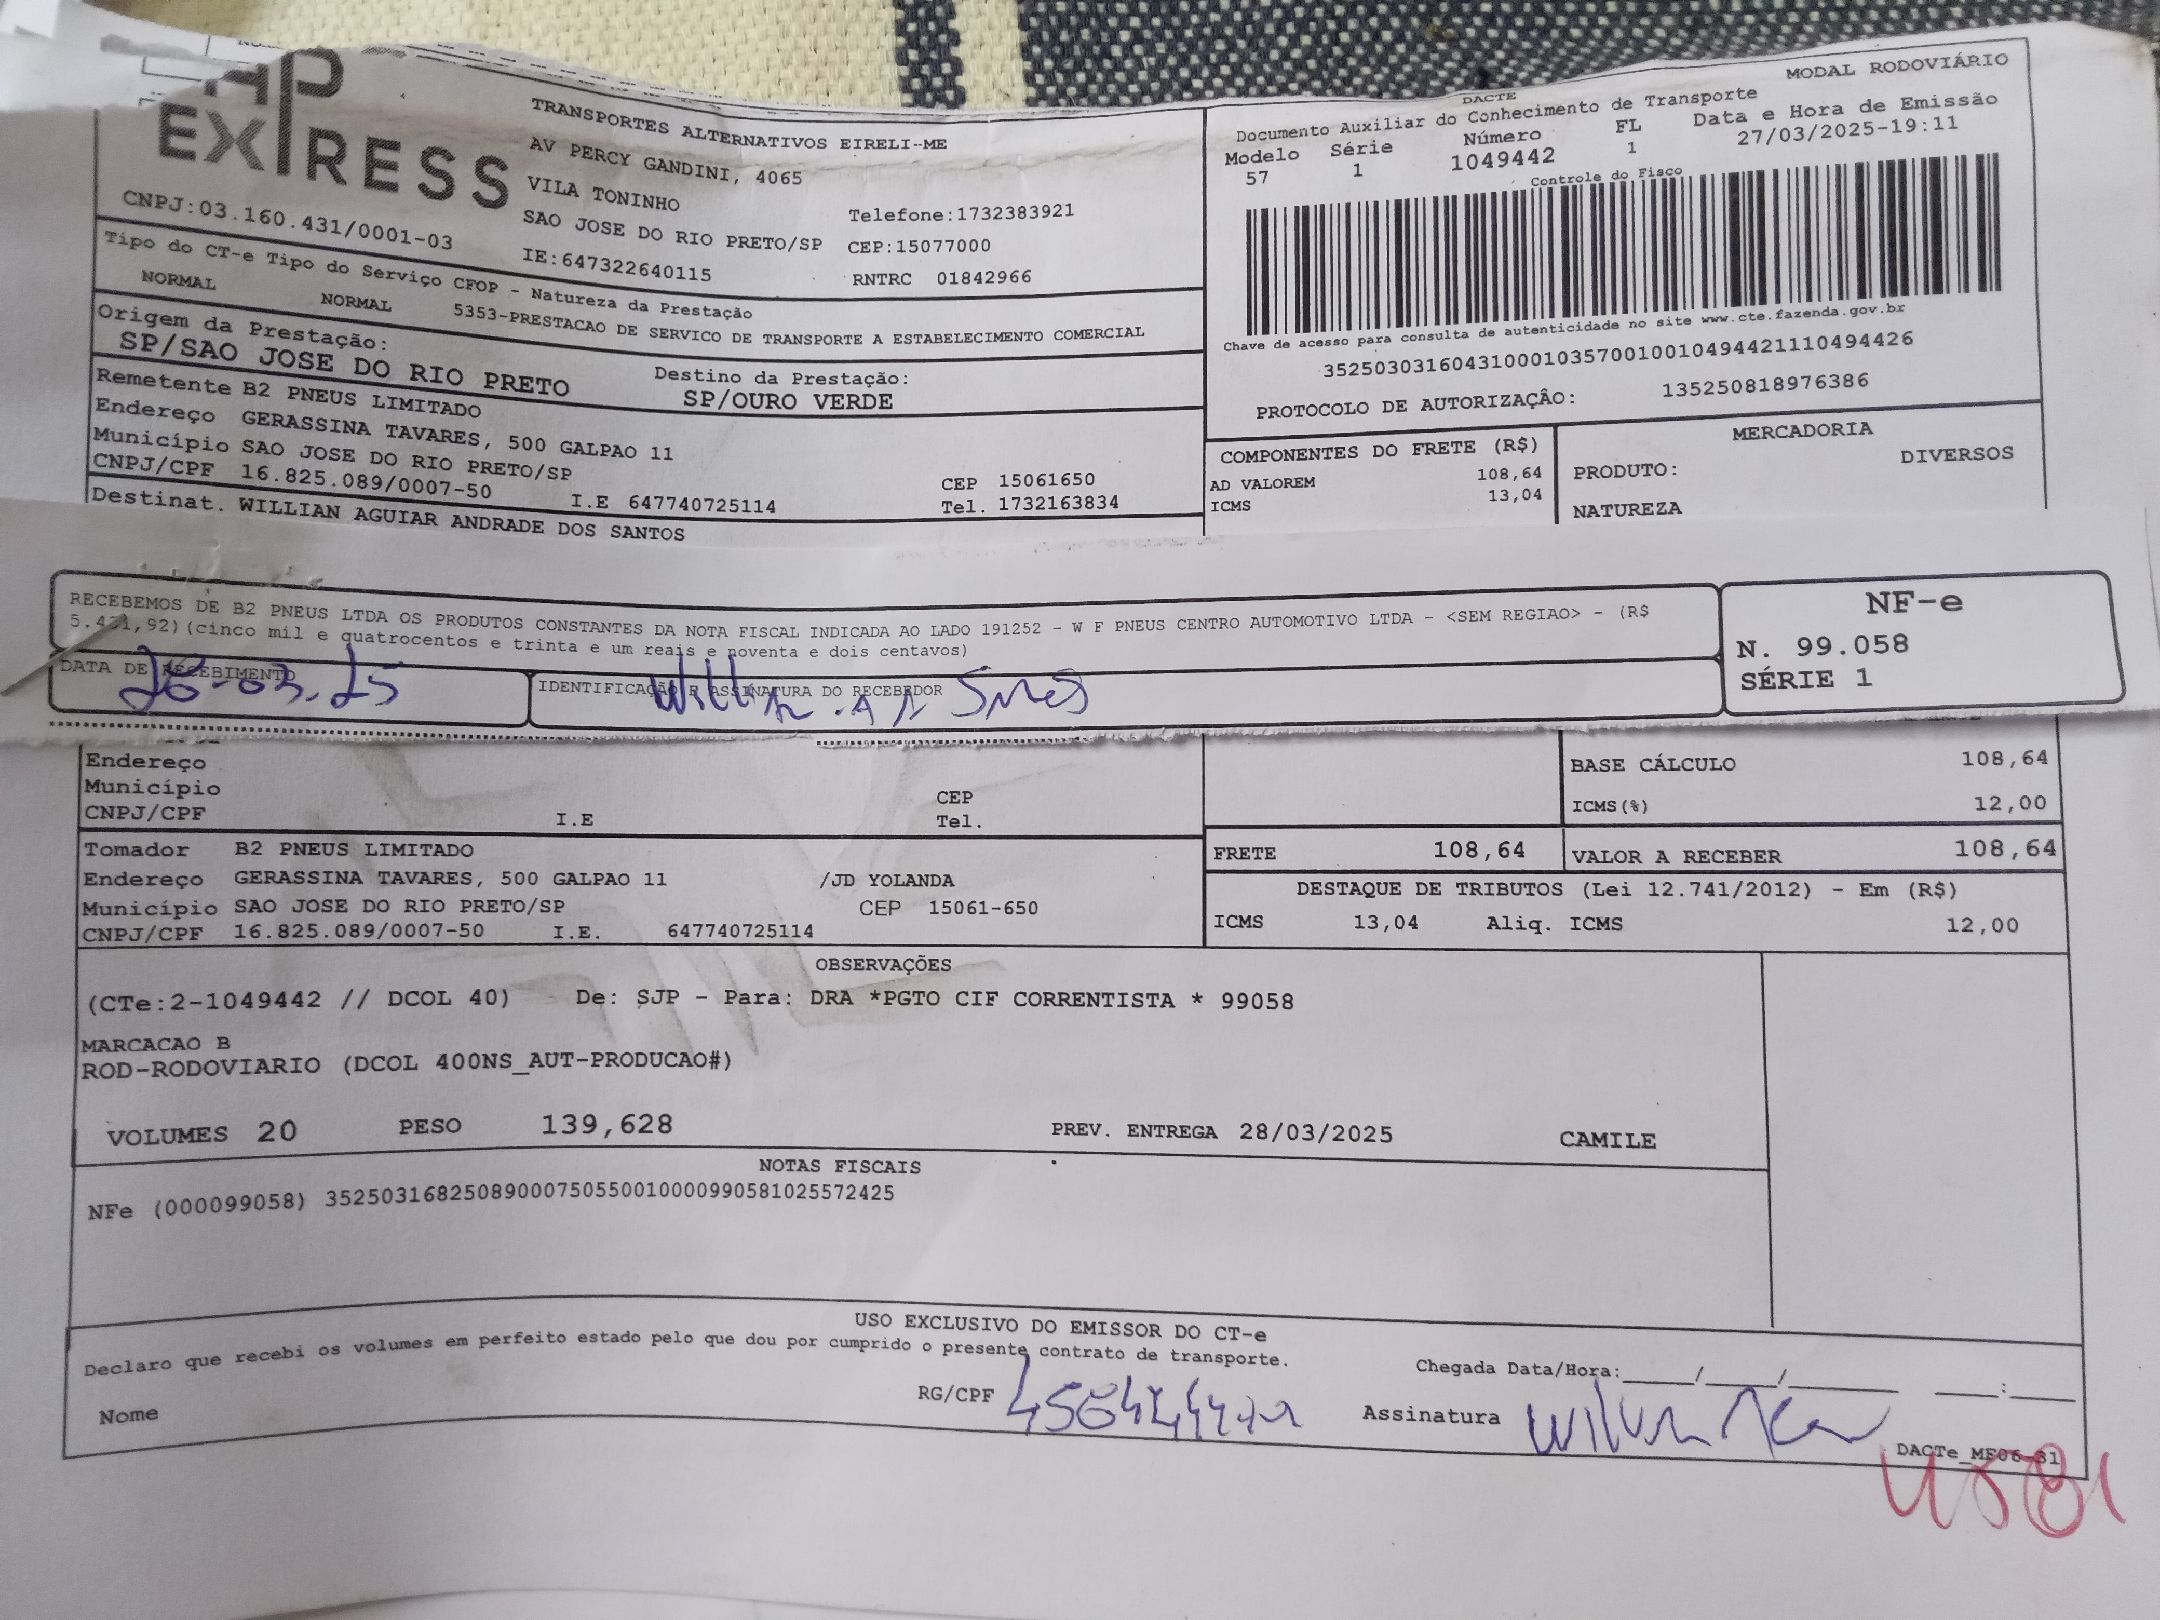 AP
EXPRESS
TRANSPORTES ALTERNATIVOS EIRELI-ME
AV PERCY GANDINI, 4065
VILA TONINHO
SAO JOSE DO RIO PRETO/SP
Telefone:1732383921
CEP:15077000
CNPJ:03.160.431/0001-03
IE:647322640115
RNTRC 01842966
MODAL RODOVIÁRIO
DACTE
Documento Auxiliar do Conhecimento de Transporte
Modelo Série Número FL Data e Hora de Emissão
57 1 1049442 1 27/03/2025-19:11
Controle do Fisco
Chave de acesso para consulta de autenticidade no site www.cte.fazenda.gov.br
35250303160431000103570010010494421110494426
PROTOCOLO DE AUTORIZAÇÃO: 135250818976386
Tipo do CT-e Tipo do Serviço CFOP - Natureza da Prestação
NORMAL NORMAL 5353-PRESTACAO DE SERVICO DE TRANSPORTE A ESTABELECIMENTO COMERCIAL
Origem da Prestação:
SP/SAO JOSE DO RIO PRETO
Destino da Prestação:
SP/OURO VERDE
Remetente B2 PNEUS LIMITADO
Endereço GERASSINA TAVARES, 500 GALPAO 11
Município SAO JOSE DO RIO PRETO/SP CEP 15061650
CNPJ/CPF 16.825.089/0007-50 I.E 647740725114 Tel. 1732163834
Destinat. WILLIAN AGUIAR ANDRADE DOS SANTOS
COMPONENTES DO FRETE (R$)
AD VALOREM 108,64
ICMS 13,04
MERCADORIA
PRODUTO: DIVERSOS
NATUREZA
RECEBEMOS DE B2 PNEUS LTDA OS PRODUTOS CONSTANTES DA NOTA FISCAL INDICADA AO LADO 191252 - W F PNEUS CENTRO AUTOMOTIVO LTDA - <SEM REGIAO> - (R$
5.431,92)(cinco mil e quatrocentos e trinta e um reais e noventa e dois centavos)
DATA DE RECEBIMENTO
IDENTIFICAÇÃO E ASSINATURA DO RECEBEDOR
NF-e
N. 99.058
SÉRIE 1
Endereço
Município CEP
CNPJ/CPF I.E Tel.
BASE CÁLCULO 108,64
ICMS(%) 12,00
Tomador B2 PNEUS LIMITADO
Endereço GERASSINA TAVARES, 500 GALPAO 11 /JD YOLANDA
Município SAO JOSE DO RIO PRETO/SP CEP 15061-650
CNPJ/CPF 16.825.089/0007-50 I.E. 647740725114
FRETE 108,64 VALOR A RECEBER 108,64
DESTAQUE DE TRIBUTOS (Lei 12.741/2012) - Em (R$)
ICMS 13,04 Aliq. ICMS 12,00
OBSERVAÇÕES
(CTe:2-1049442 // DCOL 40) De: SJP - Para: DRA *PGTO CIF CORRENTISTA * 99058
MARCACAO B
ROD-RODOVIARIO (DCOL 400NS_AUT-PRODUCAO#)
VOLUMES 20 PESO 139,628 PREV. ENTREGA 28/03/2025 CAMILE
NOTAS FISCAIS
NFe (000099058) 35250316825089000750550010000990581025572425
USO EXCLUSIVO DO EMISSOR DO CT-e
Declaro que recebi os volumes em perfeito estado pelo que dou por cumprido o presente contrato de transporte.
Chegada Data/Hora:____/____/______ ___:___
Nome RG/CPF Assinatura
DACTe_MF06-31